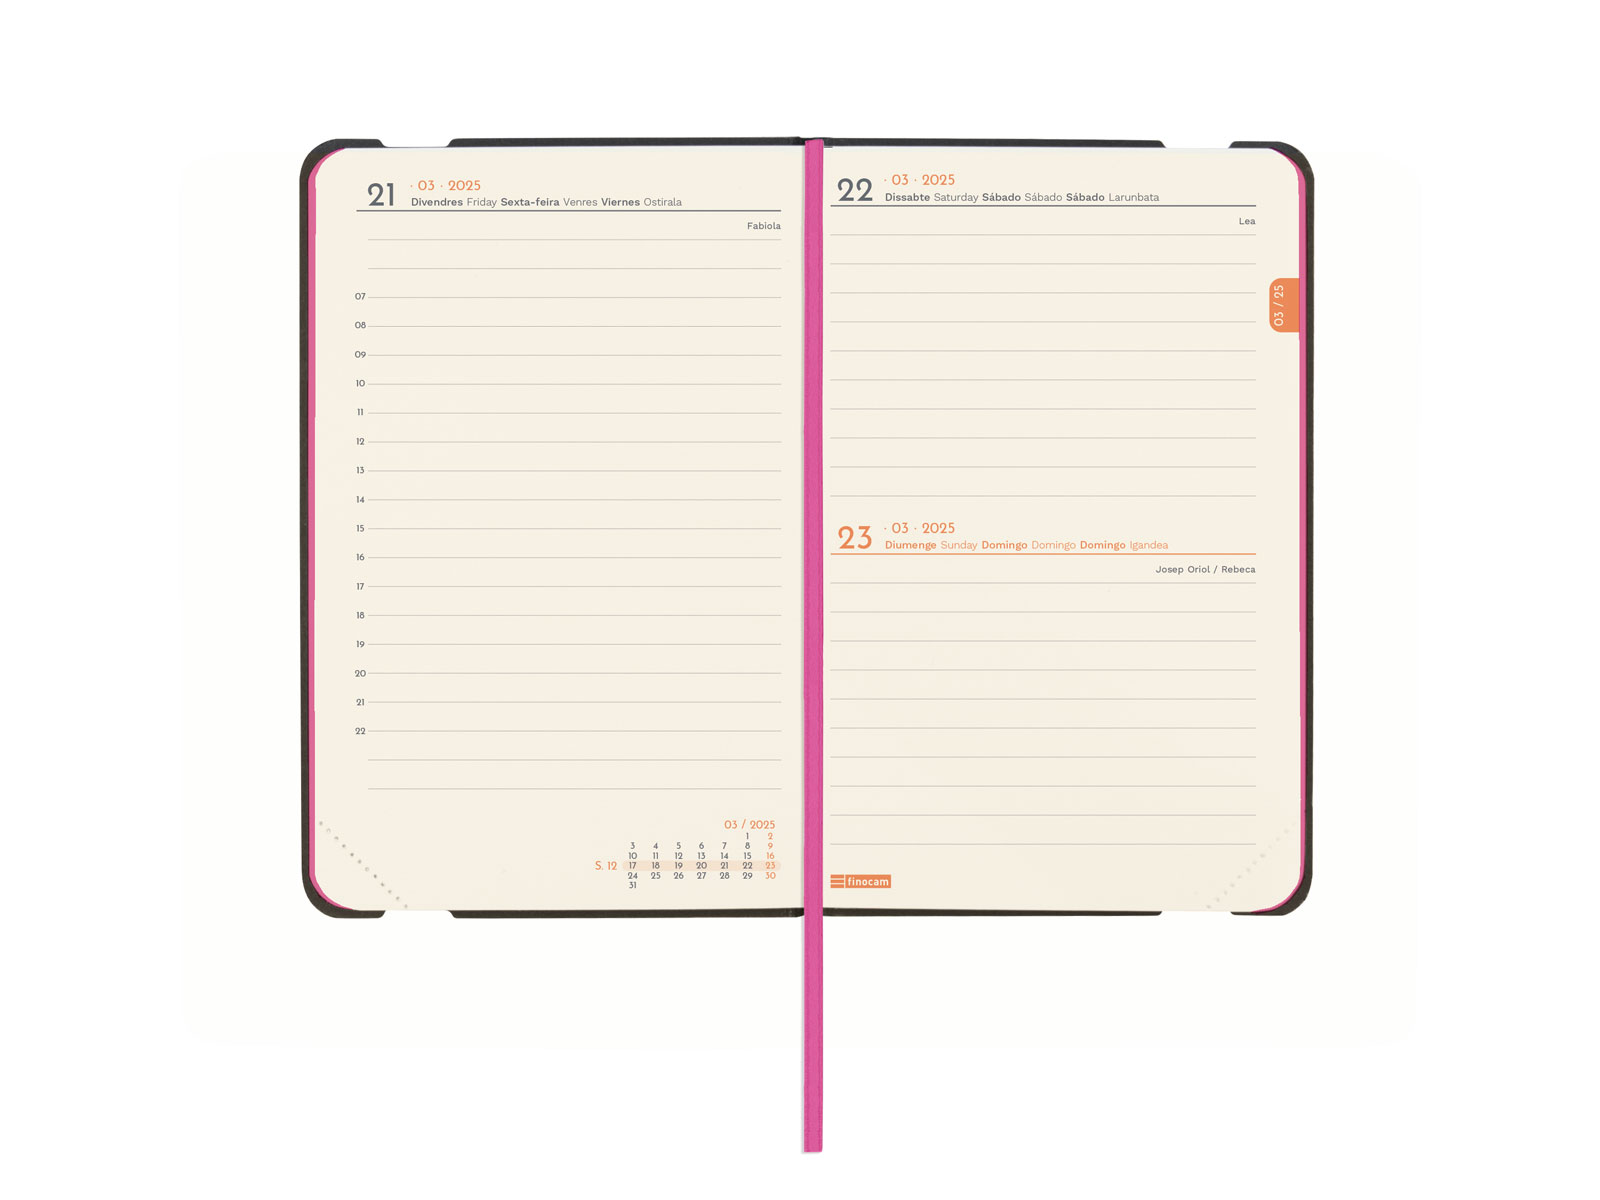 21 · 03 · 2025
Divendres Friday Sexta-feira Venres Viernes Ostirala
Fabiola
07
08
09
10
11
12
13
14
15
16
17
18
19
20
21
22
03 / 2025
1 2
3 4 5 6 7 8 9
10 11 12 13 14 15 16
S. 12 17 18 19 20 21 22 23
24 25 26 27 28 29 30
31
22 · 03 · 2025
Dissabte Saturday Sábado Sábado Sábado Larunbata
Lea
03 / 25
23 · 03 · 2025
Diumenge Sunday Domingo Domingo Domingo Igandea
Josep Oriol / Rebeca
finocam